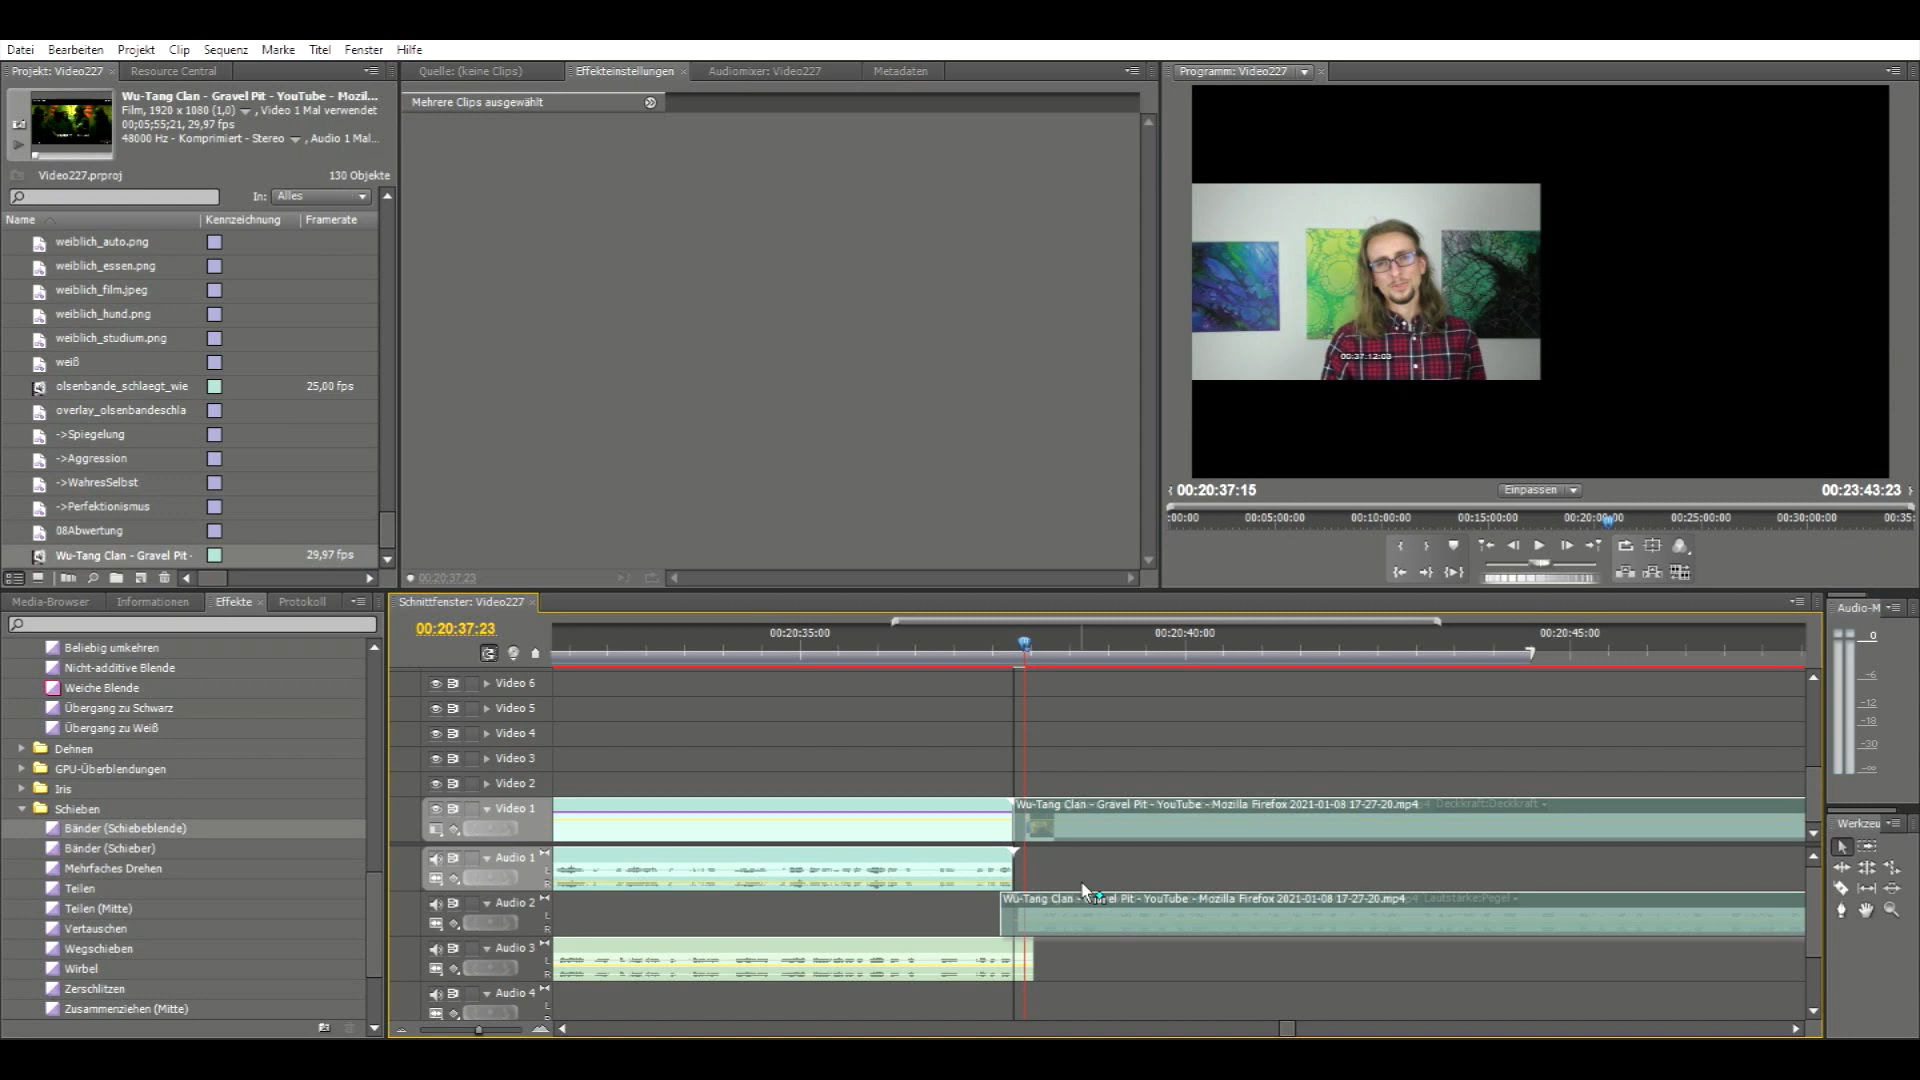 Datei Bearbeiten Projekt Clip Sequenz Marke Titel Fenster Hilfe
Projekt: Video227 × Resource Central
Quelle: (keine Clips) Effekteinstellungen × Audiomixer: Video227 Metadaten
Programm: Video227 ×
Wu-Tang Clan - Gravel Pit - YouTube - Mozil...
Film, 1920 x 1080 (1,0) , Video 1 Mal verwendet
00;05;55;21, 29,97 fps
48000 Hz - Komprimiert - Stereo , Audio 1 Mal...
Mehrere Clips ausgewählt
Video227.prproj 130 Objekte
In: Alles
Name Kennzeichnung Framerate
weiblich_auto.png
weiblich_essen.png
weiblich_film.jpeg
weiblich_hund.png
weiblich_studium.png
weiß
olsenbande_schlaegt_wie 25,00 fps
overlay_olsenbandeschla
->Spiegelung
->Aggression
->WahresSelbst
->Perfektionismus
08Abwertung
Wu-Tang Clan - Gravel Pit - 29,97 fps
00:20:37:23
00:37:12:03
00:20:37:15 Einpassen 00:23:43:23
:00:00 00:05:00:00 00:10:00:00 00:15:00:00 00:20:00:00 00:25:00:00 00:30:00:00 00:35:
Media-Browser Informationen Effekte × Protokoll
Beliebig umkehren
Nicht-additive Blende
Weiche Blende
Übergang zu Schwarz
Übergang zu Weiß
Dehnen
GPU-Überblendungen
Iris
Schieben
Bänder (Schiebeblende)
Bänder (Schieber)
Mehrfaches Drehen
Teilen
Teilen (Mitte)
Vertauschen
Wegschieben
Wirbel
Zerschlitzen
Zusammenziehen (Mitte)
Schnittfenster: Video227 ×
00:20:37:23
00:20:35:00 00:20:40:00 00:20:45:00
Video 6
Video 5
Video 4
Video 3
Video 2
Video 1
Wu-Tang Clan - Gravel Pit - YouTube - Mozilla Firefox 2021-01-08 17-27-20.mp4 Deckkraft:Deckkraft
Audio 1
L
R
Audio 2
L
R
Wu-Tang Clan - Pit - YouTube - Mozilla Firefox 2021-01-08 17-27-20.mp4 Lautstärke:Pegel
Audio 3
L
R
Audio 4
L
Audio-M
0
-6
-12
-18
-30
-∞
Werkzeu